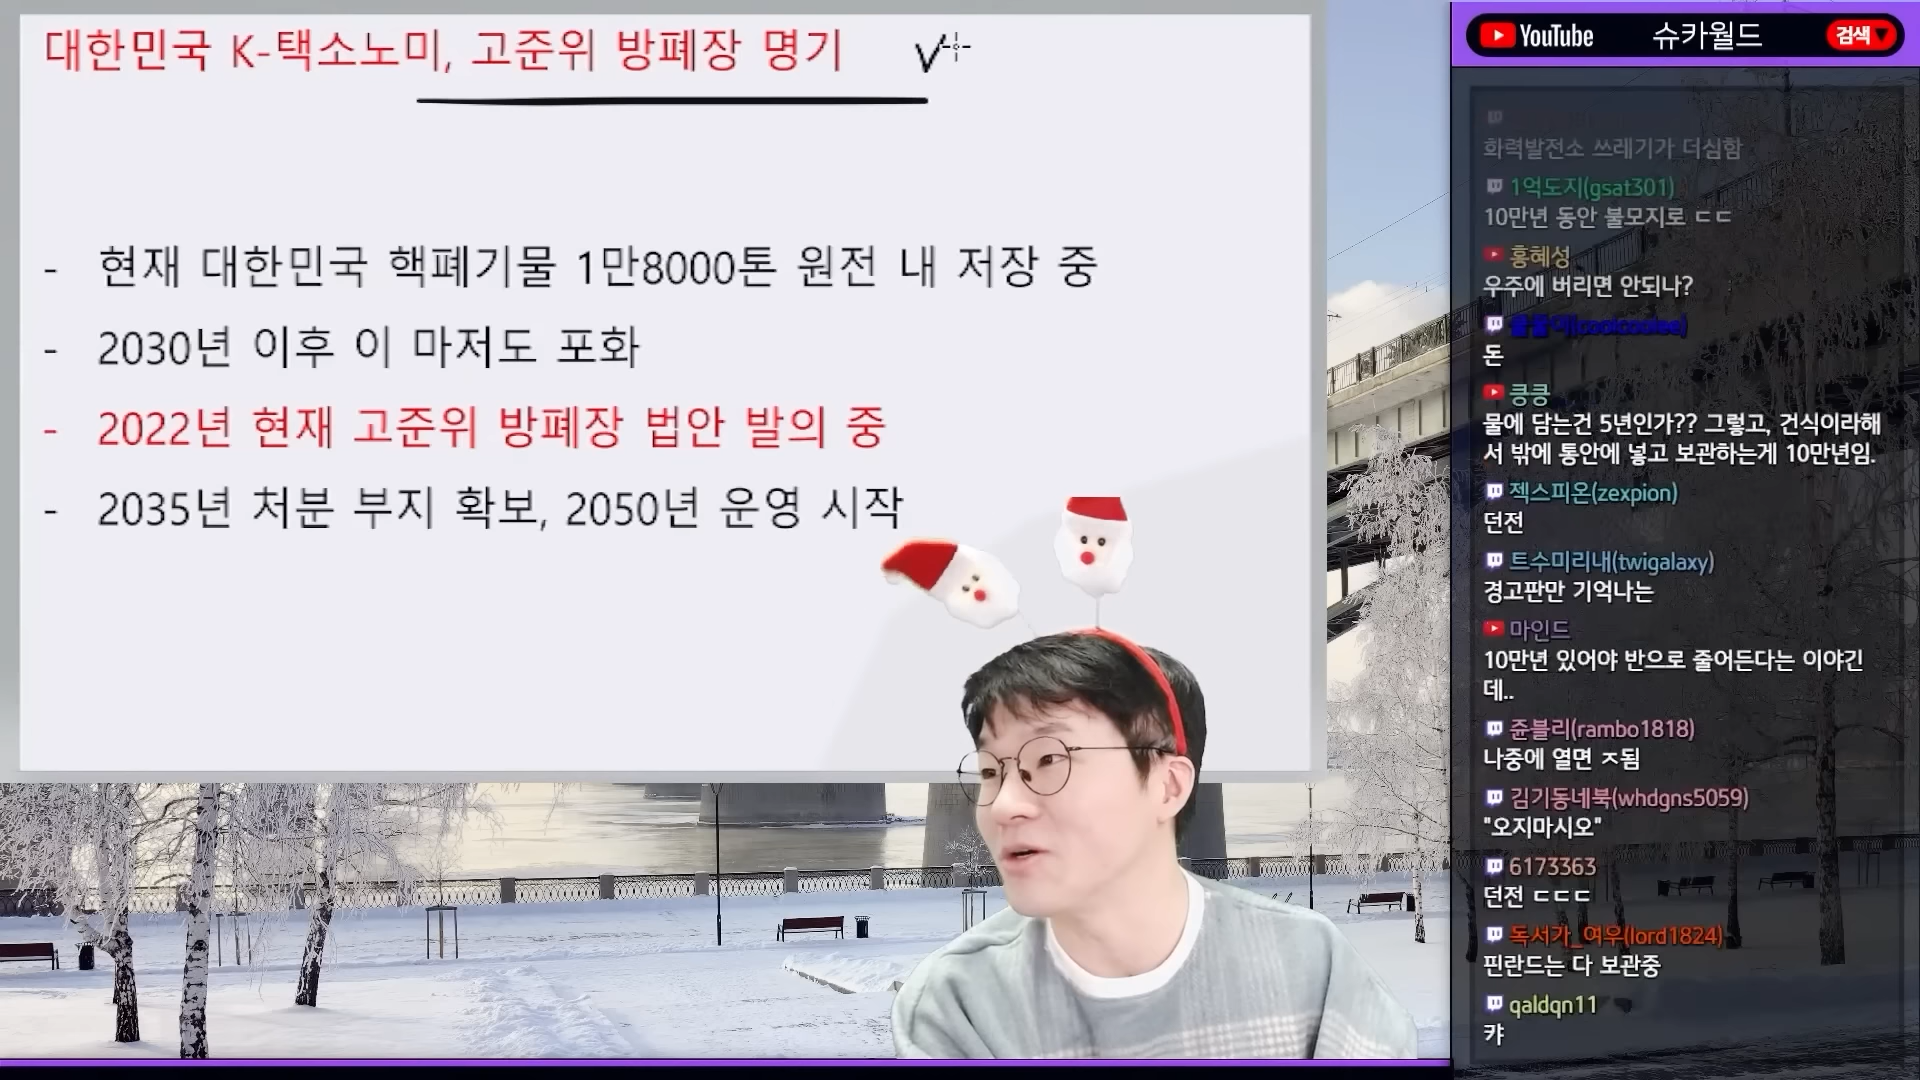 대한민국 K-택소노미, 고준위 방폐장 명기
- 현재 대한민국 핵폐기물 1만8000톤 원전 내 저장 중
- 2030년 이후 이 마저도 포화
- 2022년 현재 고준위 방폐장 법안 발의 중
- 2035년 처분 부지 확보, 2050년 운영 시작
YouTube 슈카월드 검색
화력발전소 쓰레기가 더심함
1억도지(gsat301)
10만년 동안 불모지로 ㄷㄷ
홍혜성
우주에 버리면 안되나?
(coolcoolee)
돈
킁킁
물에 담는건 5년인가?? 그렇고, 건식이라해
서 밖에 통안에 넣고 보관하는게 10만년임.
젝스피온(zexpion)
던전
트수미리내(twigalaxy)
경고판만 기억나는
마인드
10만년 있어야 반으로 줄어든다는 이야긴
데..
쥰블리(rambo1818)
나중에 열면 ㅈ됨
김기동네북(whdgns5059)
"오지마시오"
6173363
던전 ㄷㄷㄷ
독서가_여우(lord1824)
핀란드는 다 보관중
qaldqn11
캬